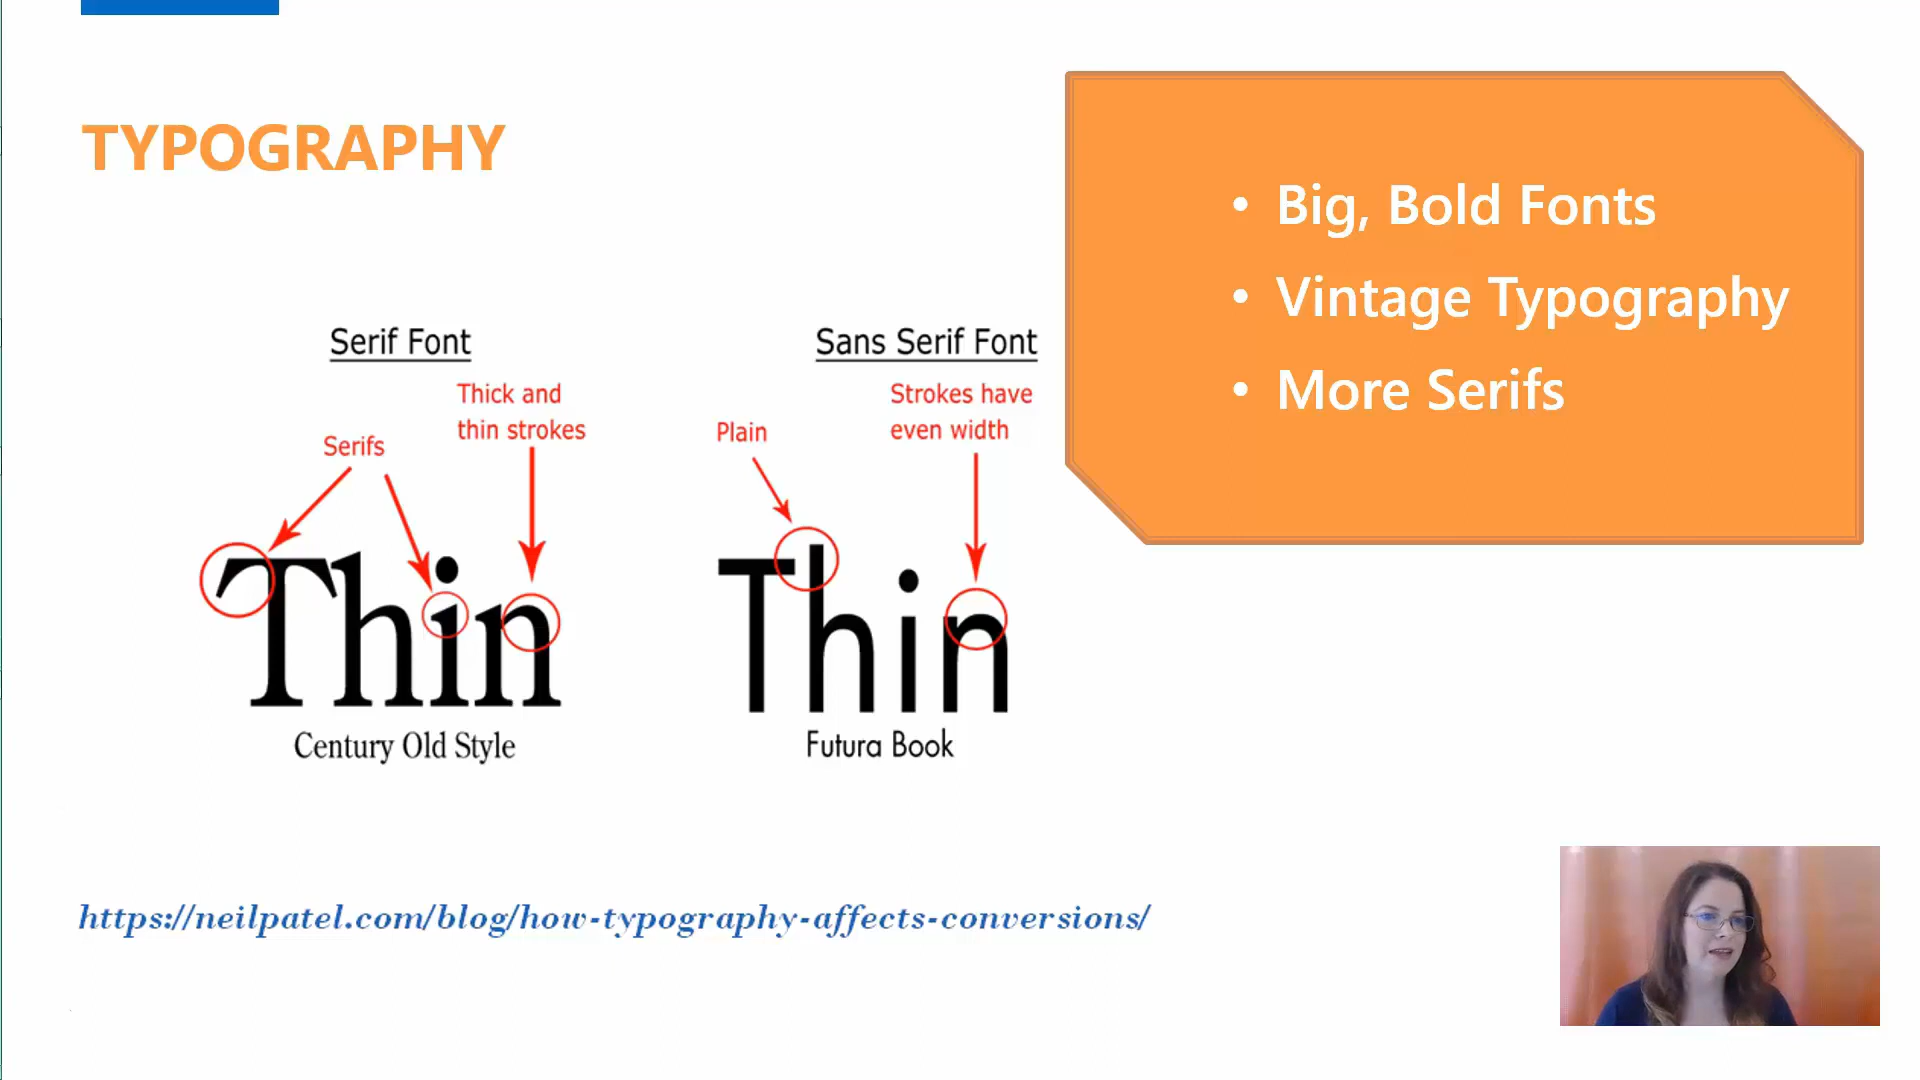 TYPOGRAPHY
• Big, Bold Fonts
• Vintage Typography
• More Serifs
Serif Font
Thick and
thin strokes
Serifs
Thin
Century Old Style
Sans Serif Font
Strokes have
even width
Plain
Thin
Futura Book
https://neilpatel.com/blog/how-typography-affects-conversions/